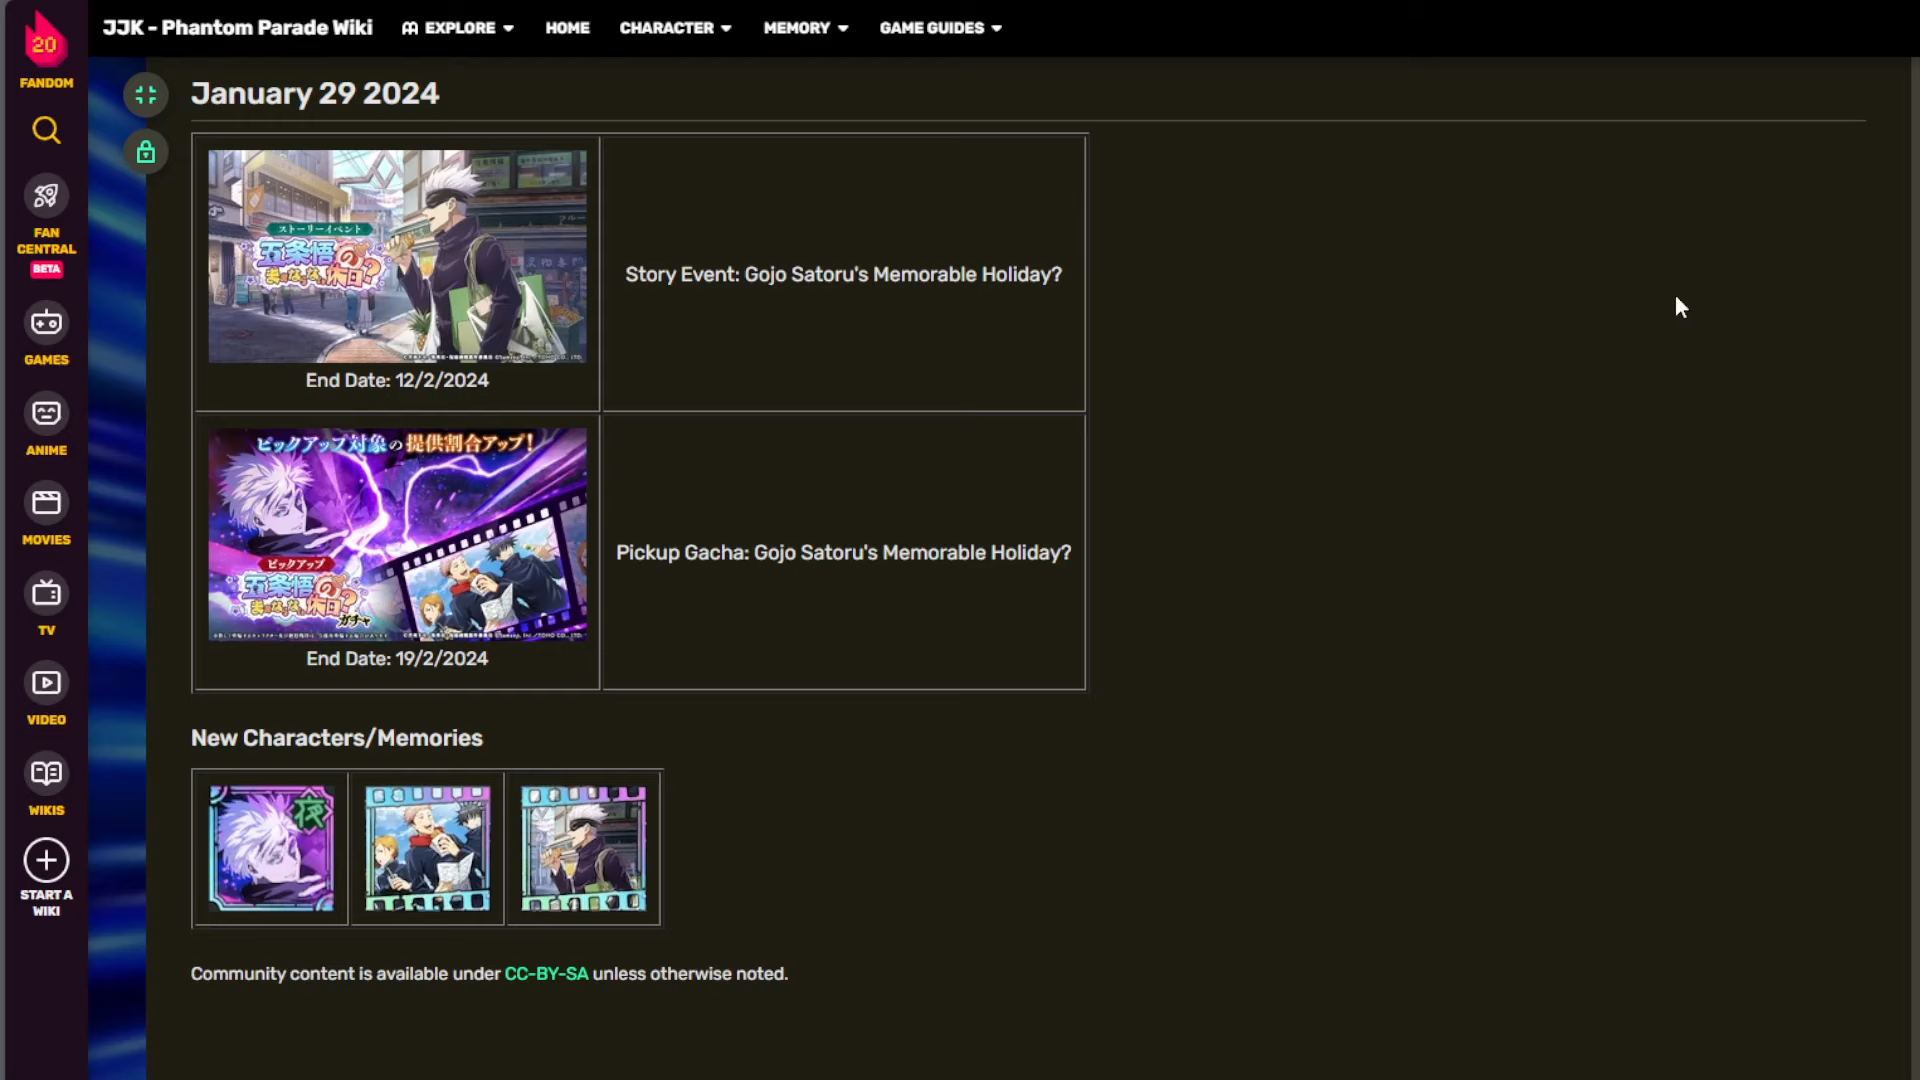 20
FANDOM
FAN
CENTRAL
BETA
GAMES
ANIME
MOVIES
TV
VIDEO
WIKIS
START A
WIKI
JJK - Phantom Parade Wiki
EXPLORE
HOME
CHARACTER
MEMORY
GAME GUIDES
January 29 2024
ストーリーイベント
五条悟の
休日?
End Date: 12/2/2024
Story Event: Gojo Satoru's Memorable Holiday?
ピックアップ対象の提供割合アップ!
ピックアップ
五条悟の
休日?
ガチャ
End Date: 19/2/2024
Pickup Gacha: Gojo Satoru's Memorable Holiday?
New Characters/Memories
夜
Community content is available under CC-BY-SA unless otherwise noted.